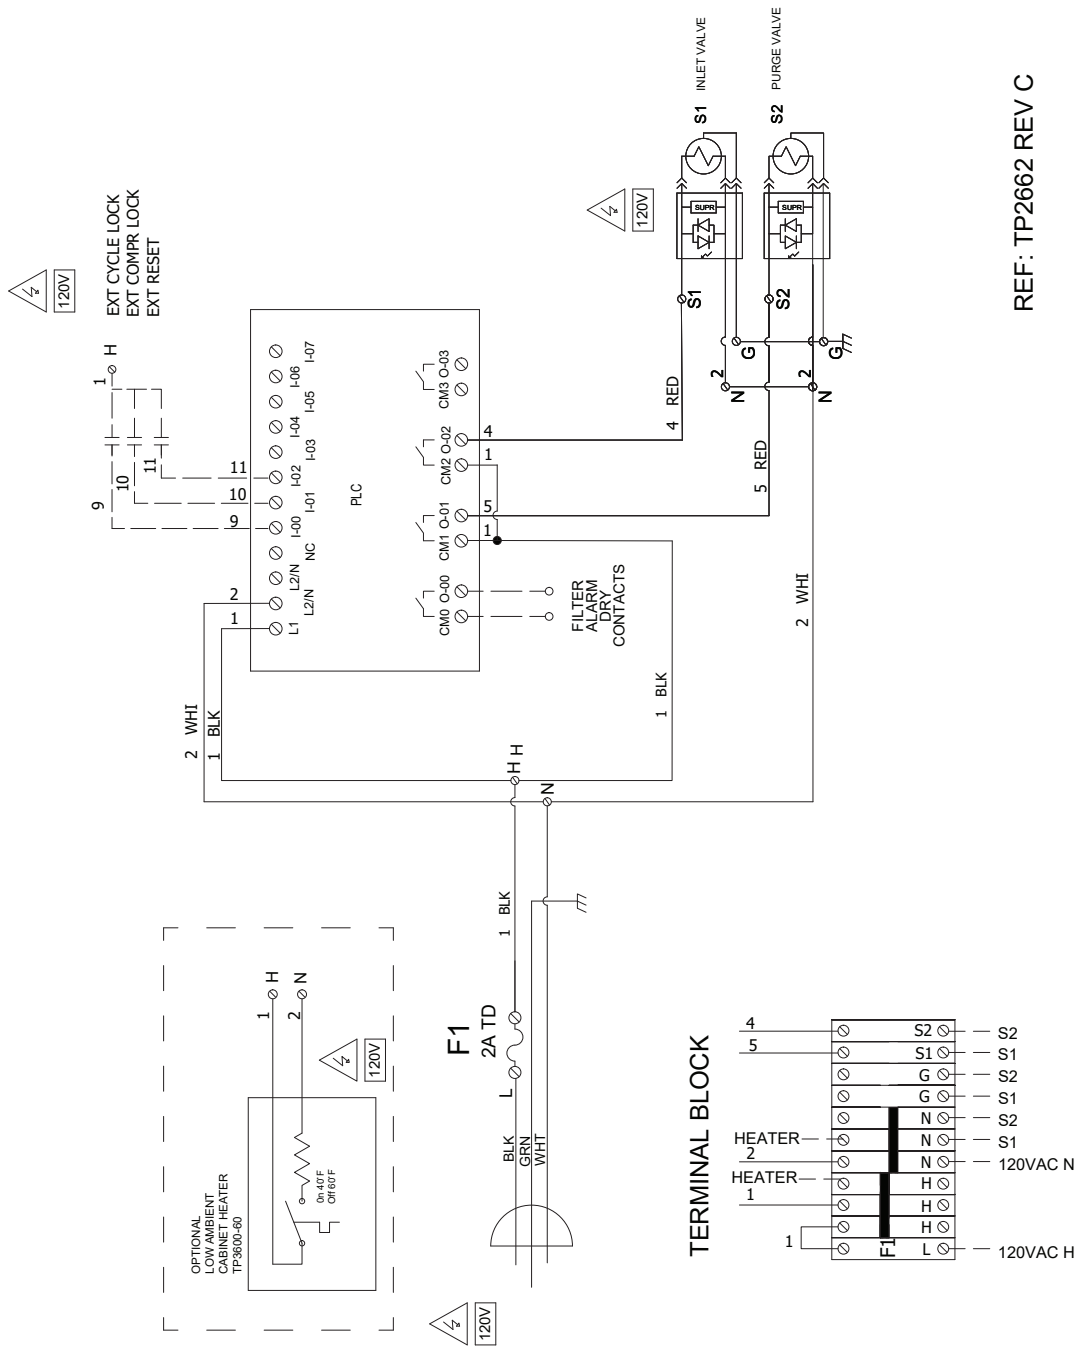 INLET VALVE
S1
PURGE VALVE
S2
120V
120V
EXT CYCLE LOCK
EXT COMPR LOCK
EXT RESET
1 H
9
10
11
SUPR
SUPR
S1
S2
G
G
2
N
2
N
4 RED
5 RED
2 WHI
REF: TP2662 REV C
PLC
1
2
9
10
11
L1
L2/N
L2/N
NC
I-00
I-01
I-02
I-03
I-04
I-05
I-06
I-07
CM0 O-00
CM1 O-01
CM2 O-02
CM3 O-03
1
5
1
4
FILTER
ALARM
DRY
CONTACTS
1 BLK
2 WHI
1 BLK
H H
N
1 BLK
F1
2A TD
L
BLK
GRN
WHT
120V
OPTIONAL
LOW AMBIENT
CABINET HEATER
TP3600-60
On 40'F
Off 60'F
1 H
2 N
120V
TERMINAL BLOCK
4 S2 S2
5 S1 S1
G S2
G S1
N S2
HEATER N S1
2 N 120VAC N
HEATER H
1 H
1 H
F1 L 120VAC H